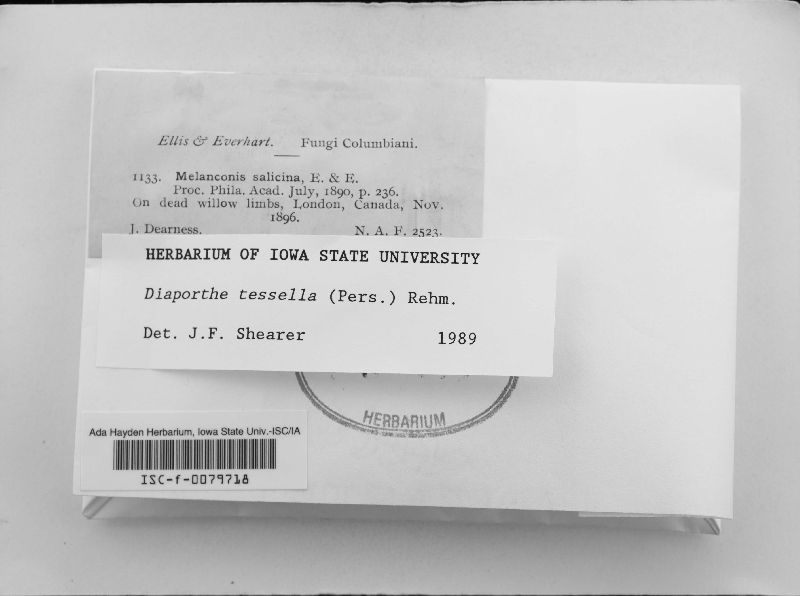 Ellis & Everhart. Fungi Columbiani.
1133. Melanconis salicina, E. & E.
Proc. Phila. Acad. July, 1890, p. 236.
On dead willow limbs, London, Canada, Nov.
1896.
J. Dearness. N. A. F. 2523.
HERBARIUM OF IOWA STATE UNIVERSITY
Diaporthe tessella (Pers.) Rehm.
Det. J.F. Shearer 1989
HERBARIUM
Ada Hayden Herbarium, Iowa State Univ.-ISC/IA
ISC-f-0079718